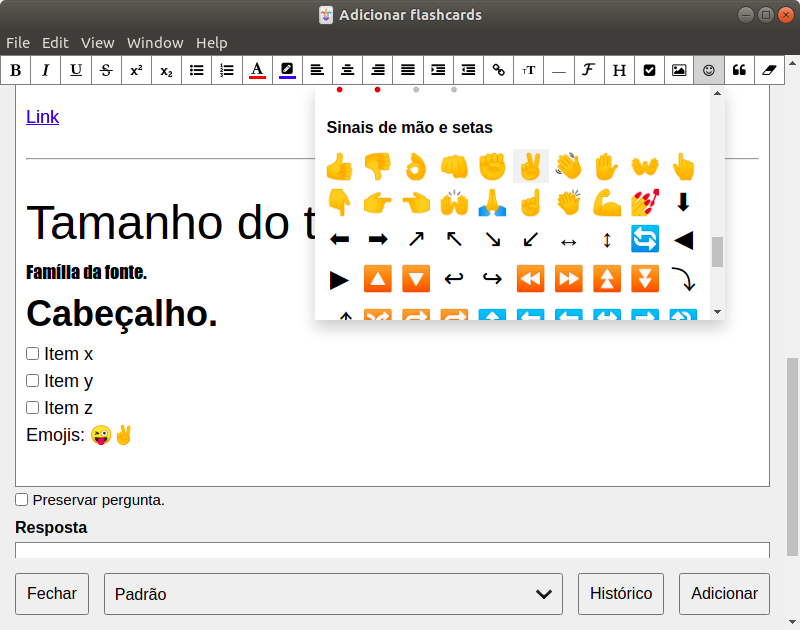 Adicionar flashcards
File Edit View Window Help
B I U S x² x₂ A T H
Link
Sinais de mão e setas
Tamanho do t
Família da fonte.
Cabeçalho.
Item x
Item y
Item z
Emojis: 😜✌️
Preservar pergunta.
Resposta
Fechar Padrão Histórico Adicionar